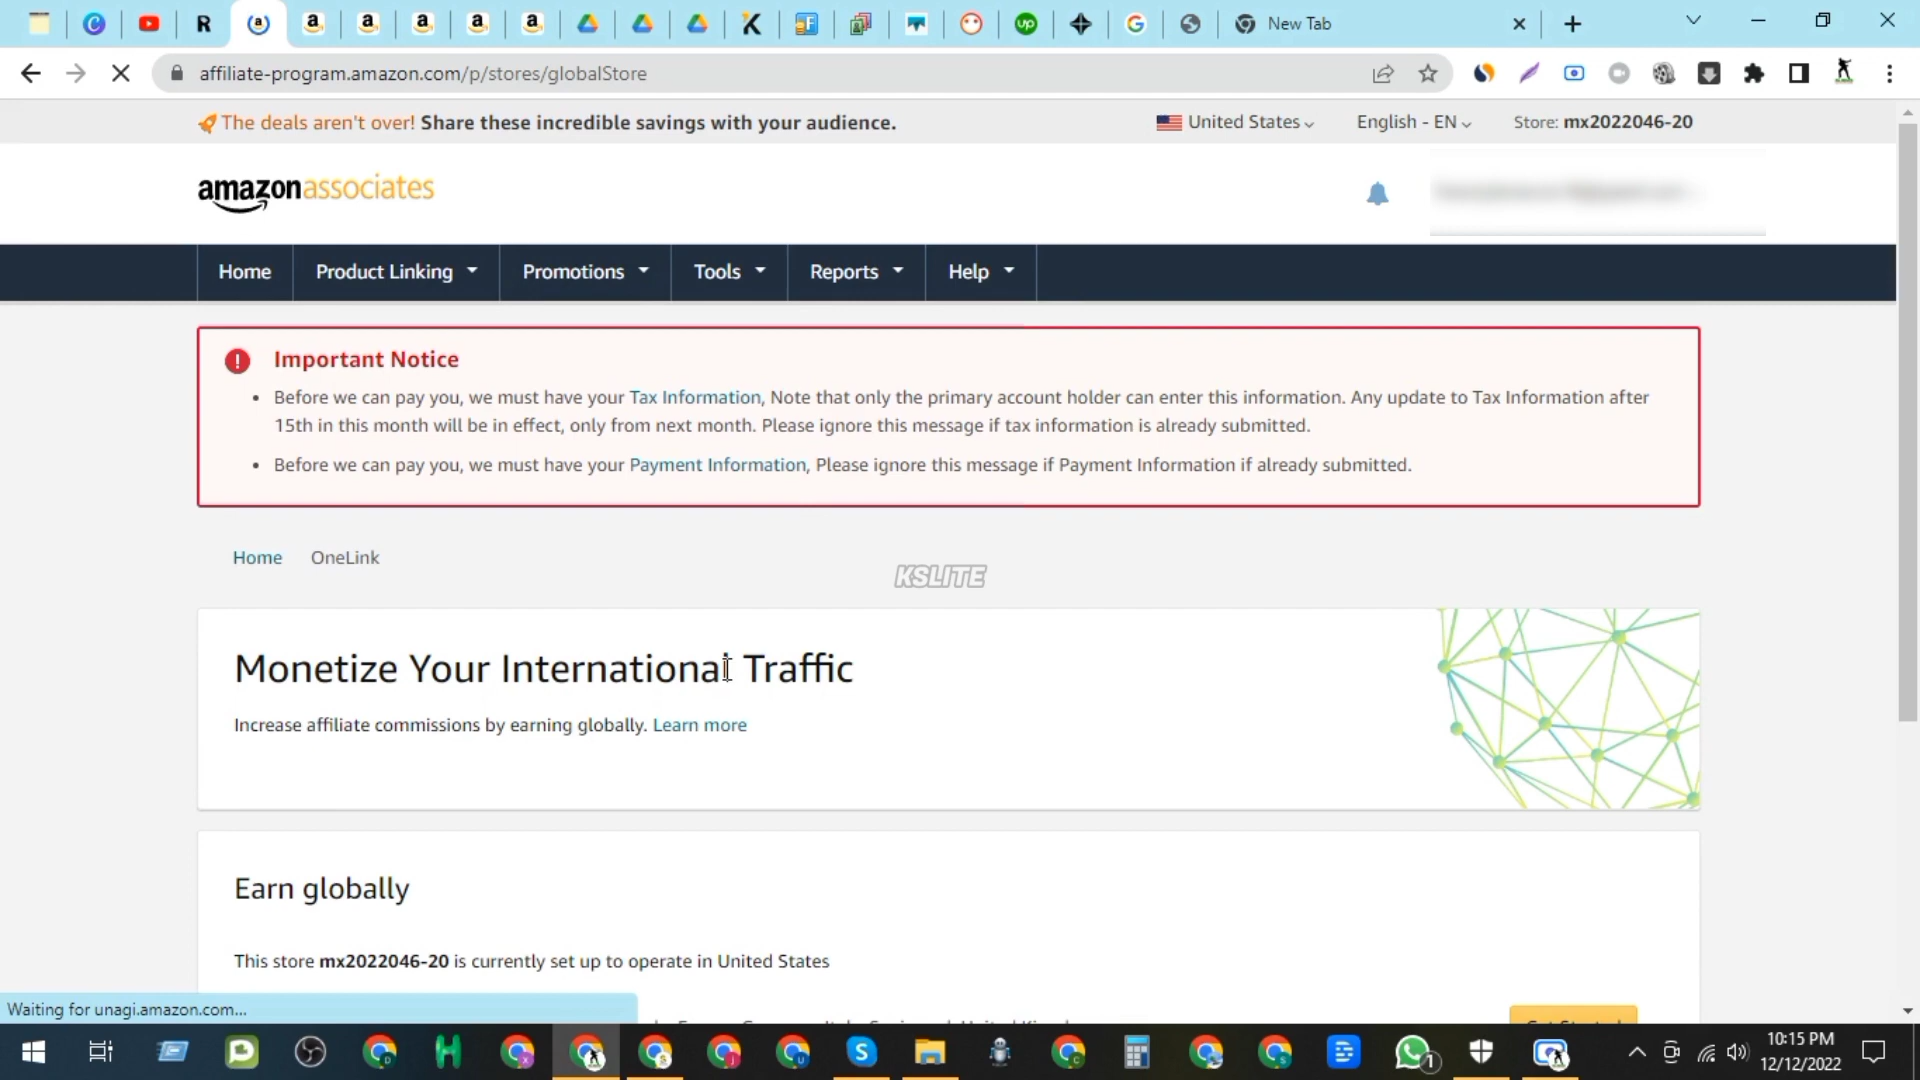 New Tab
affiliate-program.amazon.com/p/stores/globalStore
The deals aren't over! Share these incredible savings with your audience.
United States
English - EN
Store: mx2022046-20
amazonassociates
Home
Product Linking
Promotions
Tools
Reports
Help
Important Notice
Before we can pay you, we must have your Tax Information, Note that only the primary account holder can enter this information. Any update to Tax Information after
15th in this month will be in effect, only from next month. Please ignore this message if tax information is already submitted.
Before we can pay you, we must have your Payment Information, Please ignore this message if Payment Information if already submitted.
Home OneLink
KSLITE
Monetize Your International Traffic
Increase affiliate commissions by earning globally. Learn more
Earn globally
This store mx2022046-20 is currently set up to operate in United States
Waiting for unagi.amazon.com...
10:15 PM
12/12/2022